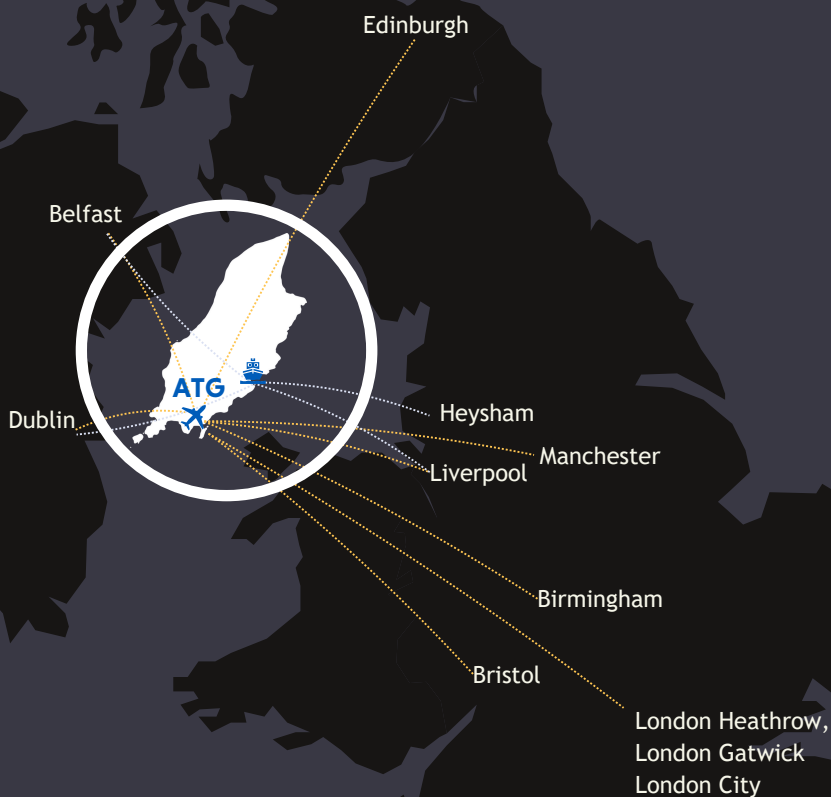 Edinburgh
Belfast
ATG
Dublin
Heysham
Manchester
Liverpool
Birmingham
Bristol
London Heathrow,
London Gatwick
London City